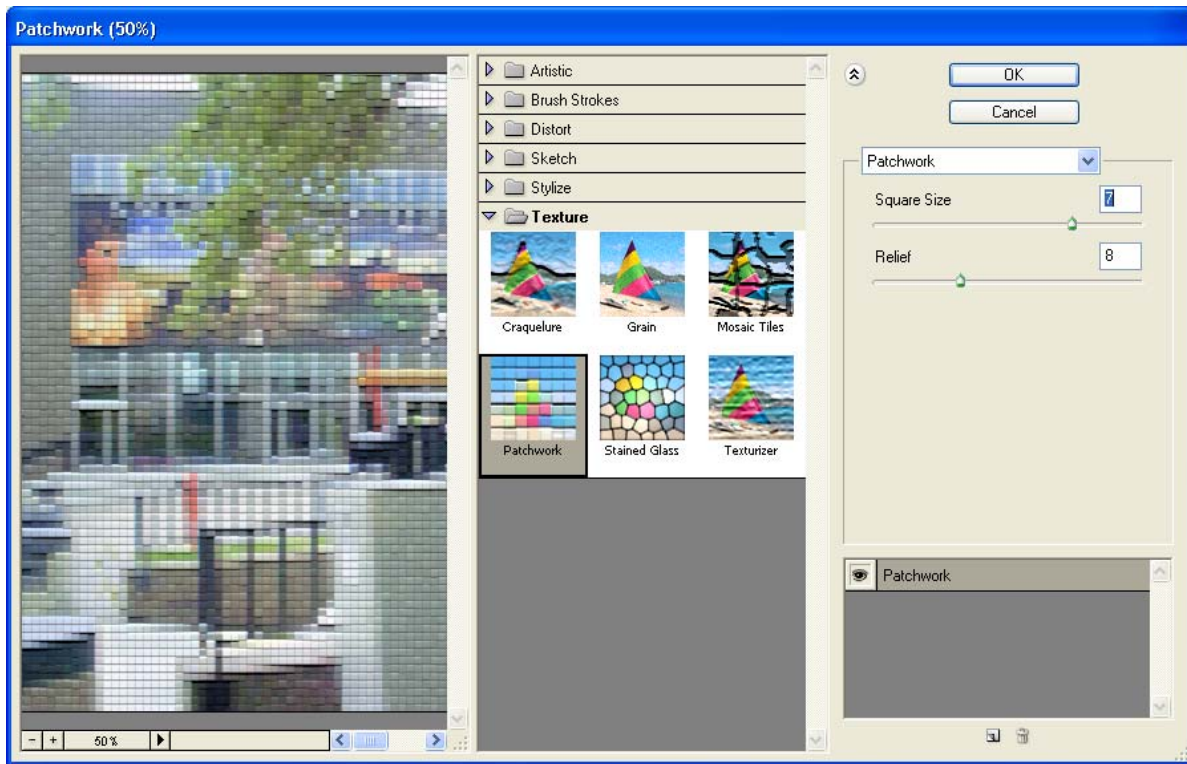 Patchwork (50%)
Artistic
Brush Strokes
Distort
Sketch
Stylize
Texture
Craquelure Grain Mosaic Tiles
Patchwork Stained Glass Texturizer
OK
Cancel
Patchwork
Square Size 7
Relief 8
Patchwork
- + 50%